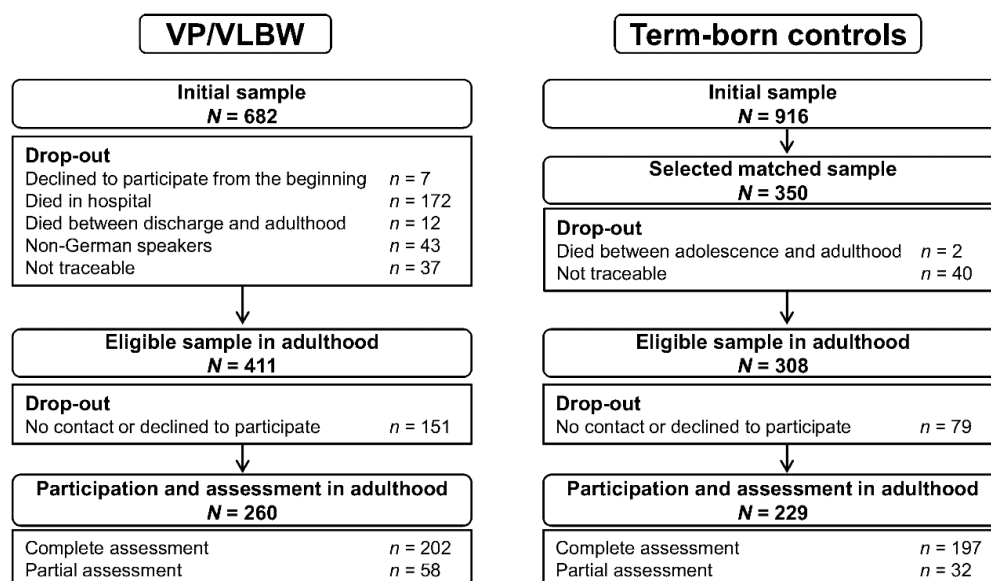 VP/VLBW
Initial sample
N = 682
Drop-out
Declined to participate from the beginning n = 7
Died in hospital n = 172
Died between discharge and adulthood n = 12
Non-German speakers n = 43
Not traceable n = 37
Eligible sample in adulthood
N = 411
Drop-out
No contact or declined to participate n = 151
Participation and assessment in adulthood
N = 260
Complete assessment n = 202
Partial assessment n = 58
Term-born controls
Initial sample
N = 916
Selected matched sample
N = 350
Drop-out
Died between adolescence and adulthood n = 2
Not traceable n = 40
Eligible sample in adulthood
N = 308
Drop-out
No contact or declined to participate n = 79
Participation and assessment in adulthood
N = 229
Complete assessment n = 197
Partial assessment n = 32